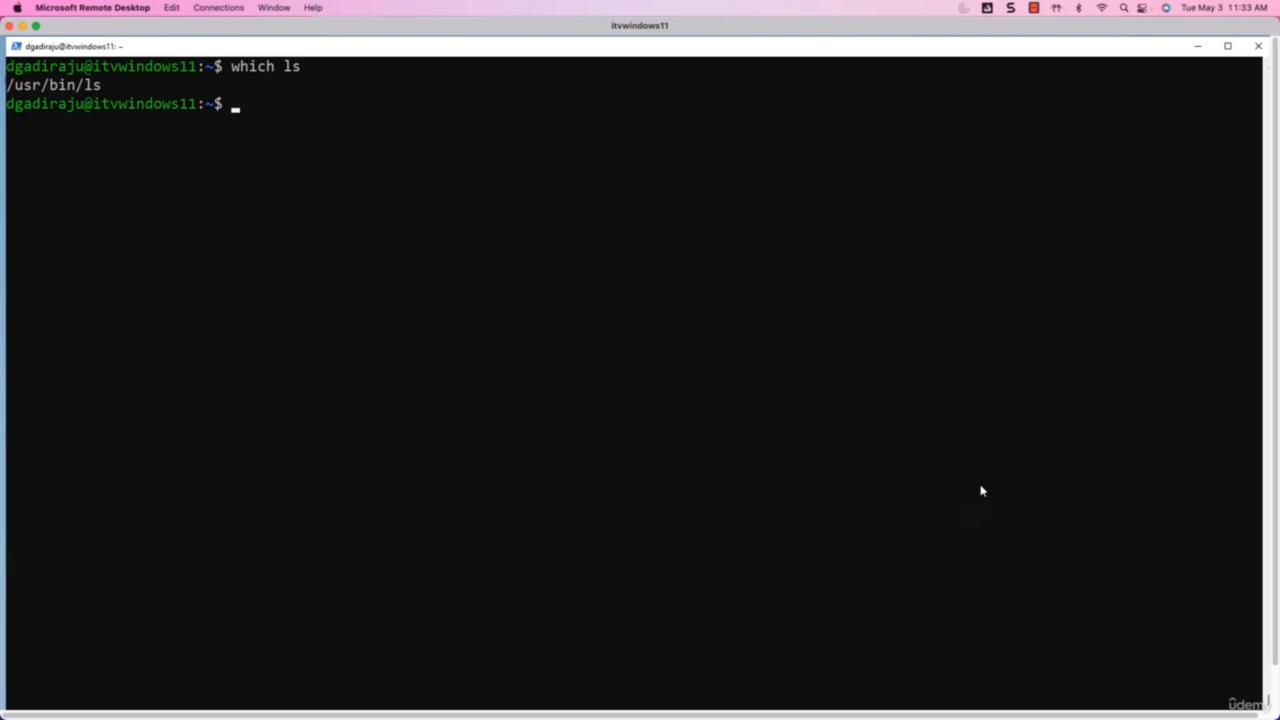 Microsoft Remote Desktop Edit Connections Window Help Tue May 3 11:33 AM
itvwindows11
dgadiraju@itvwindows11: ~
dgadiraju@itvwindows11:~$ which ls
/usr/bin/ls
dgadiraju@itvwindows11:~$
udemy